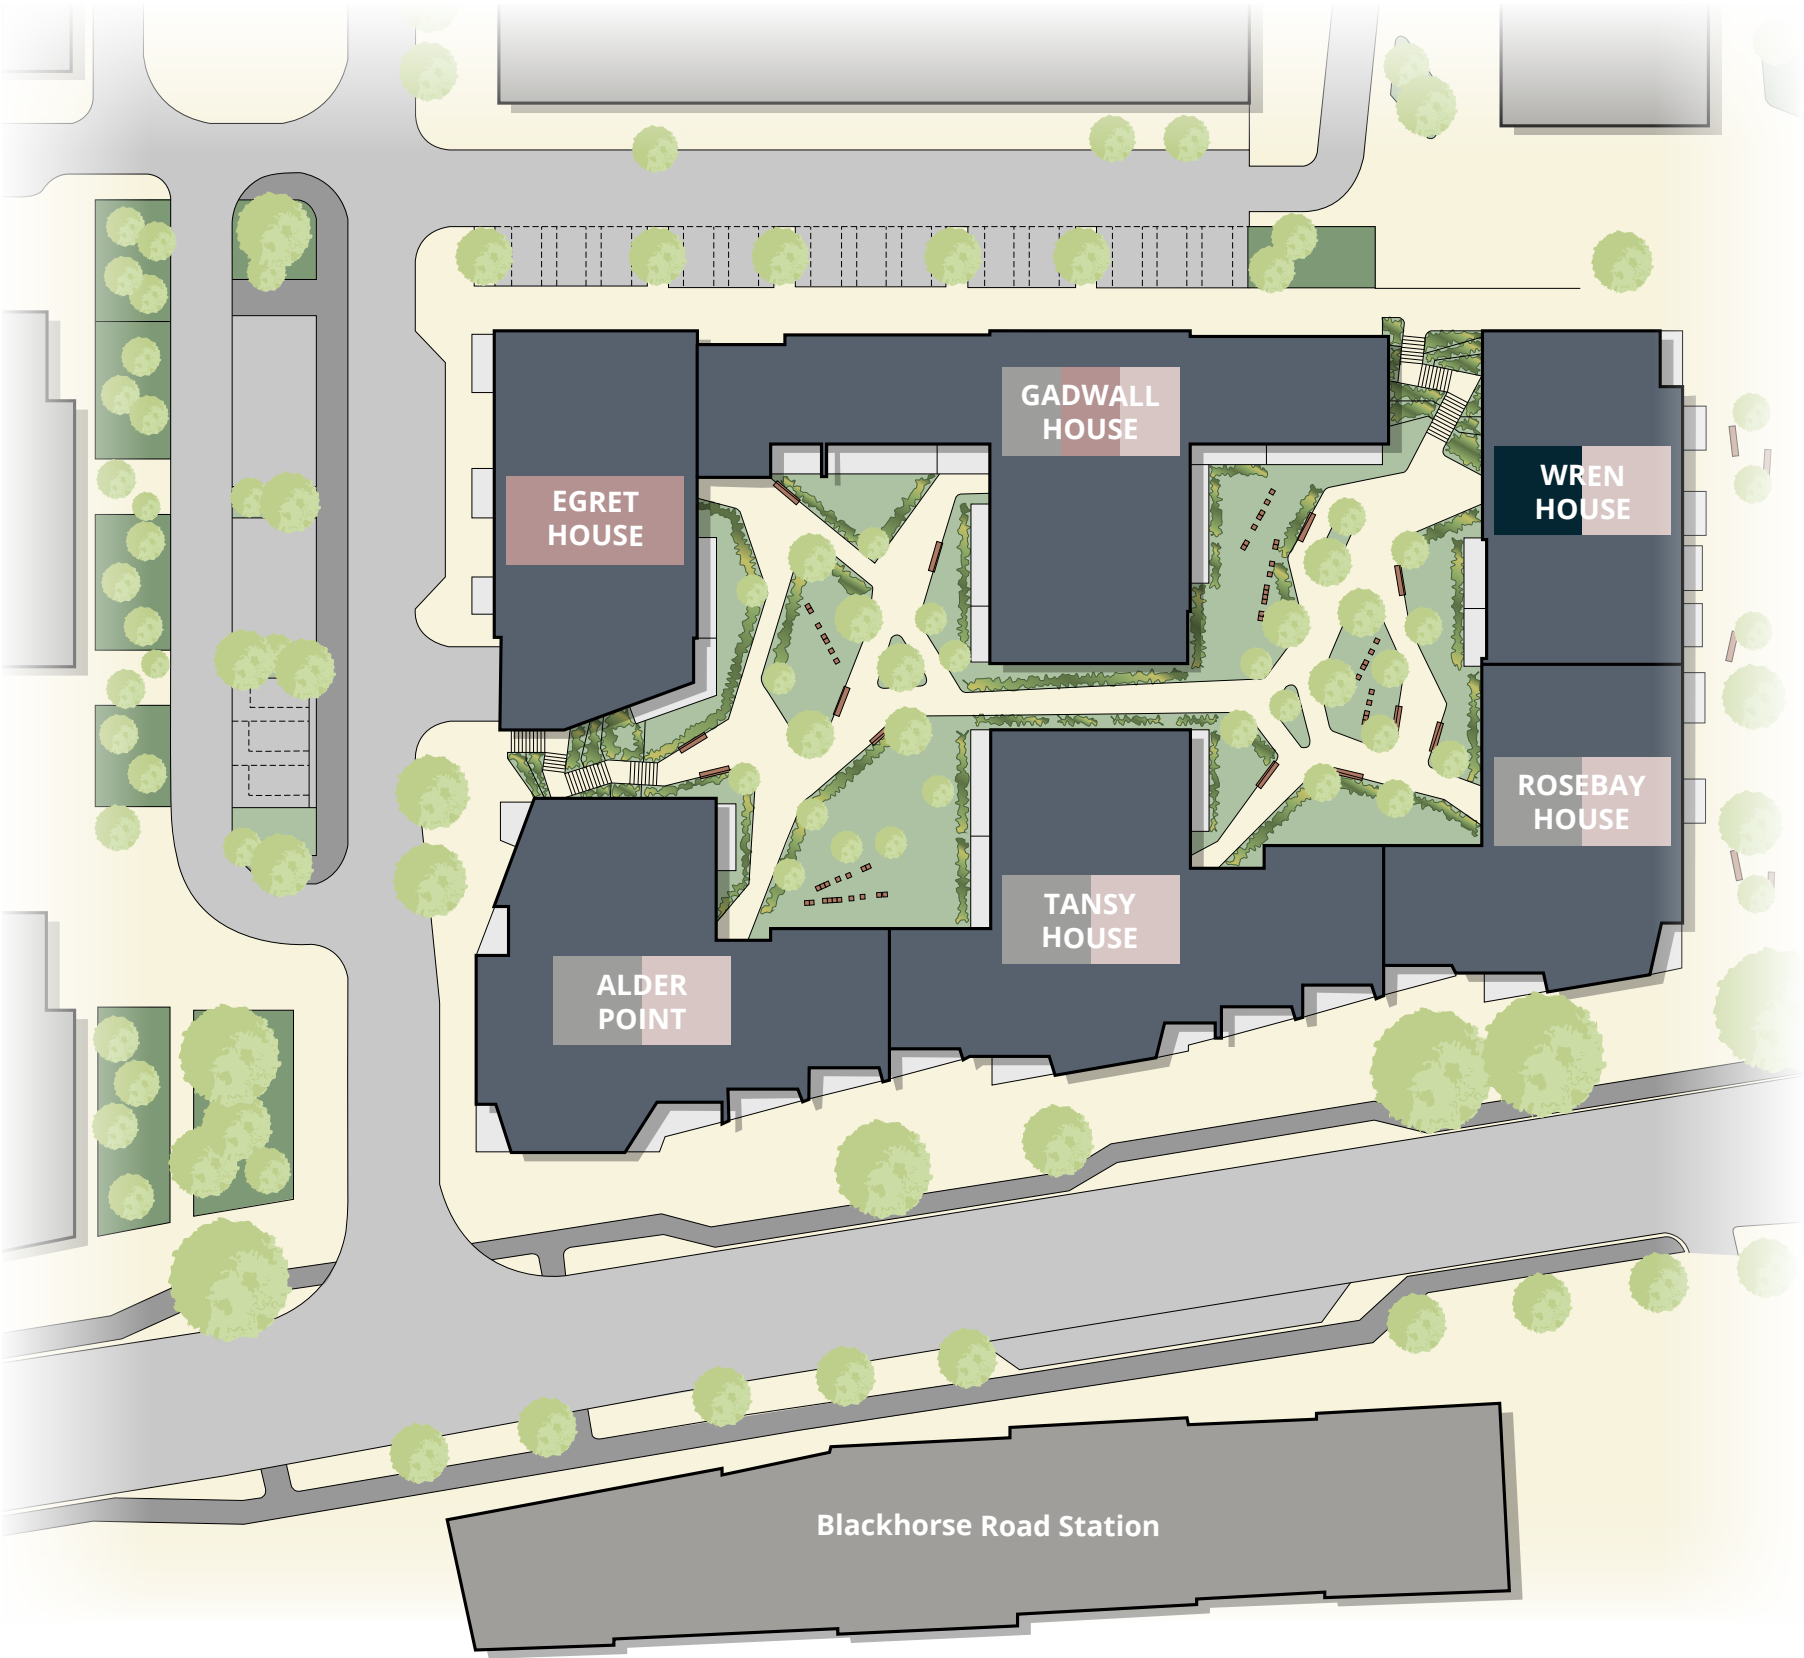 GADWALL
HOUSE
EGRET
HOUSE
WREN
HOUSE
ROSEBAY
HOUSE
TANSY
HOUSE
ALDER
POINT
Blackhorse Road Station